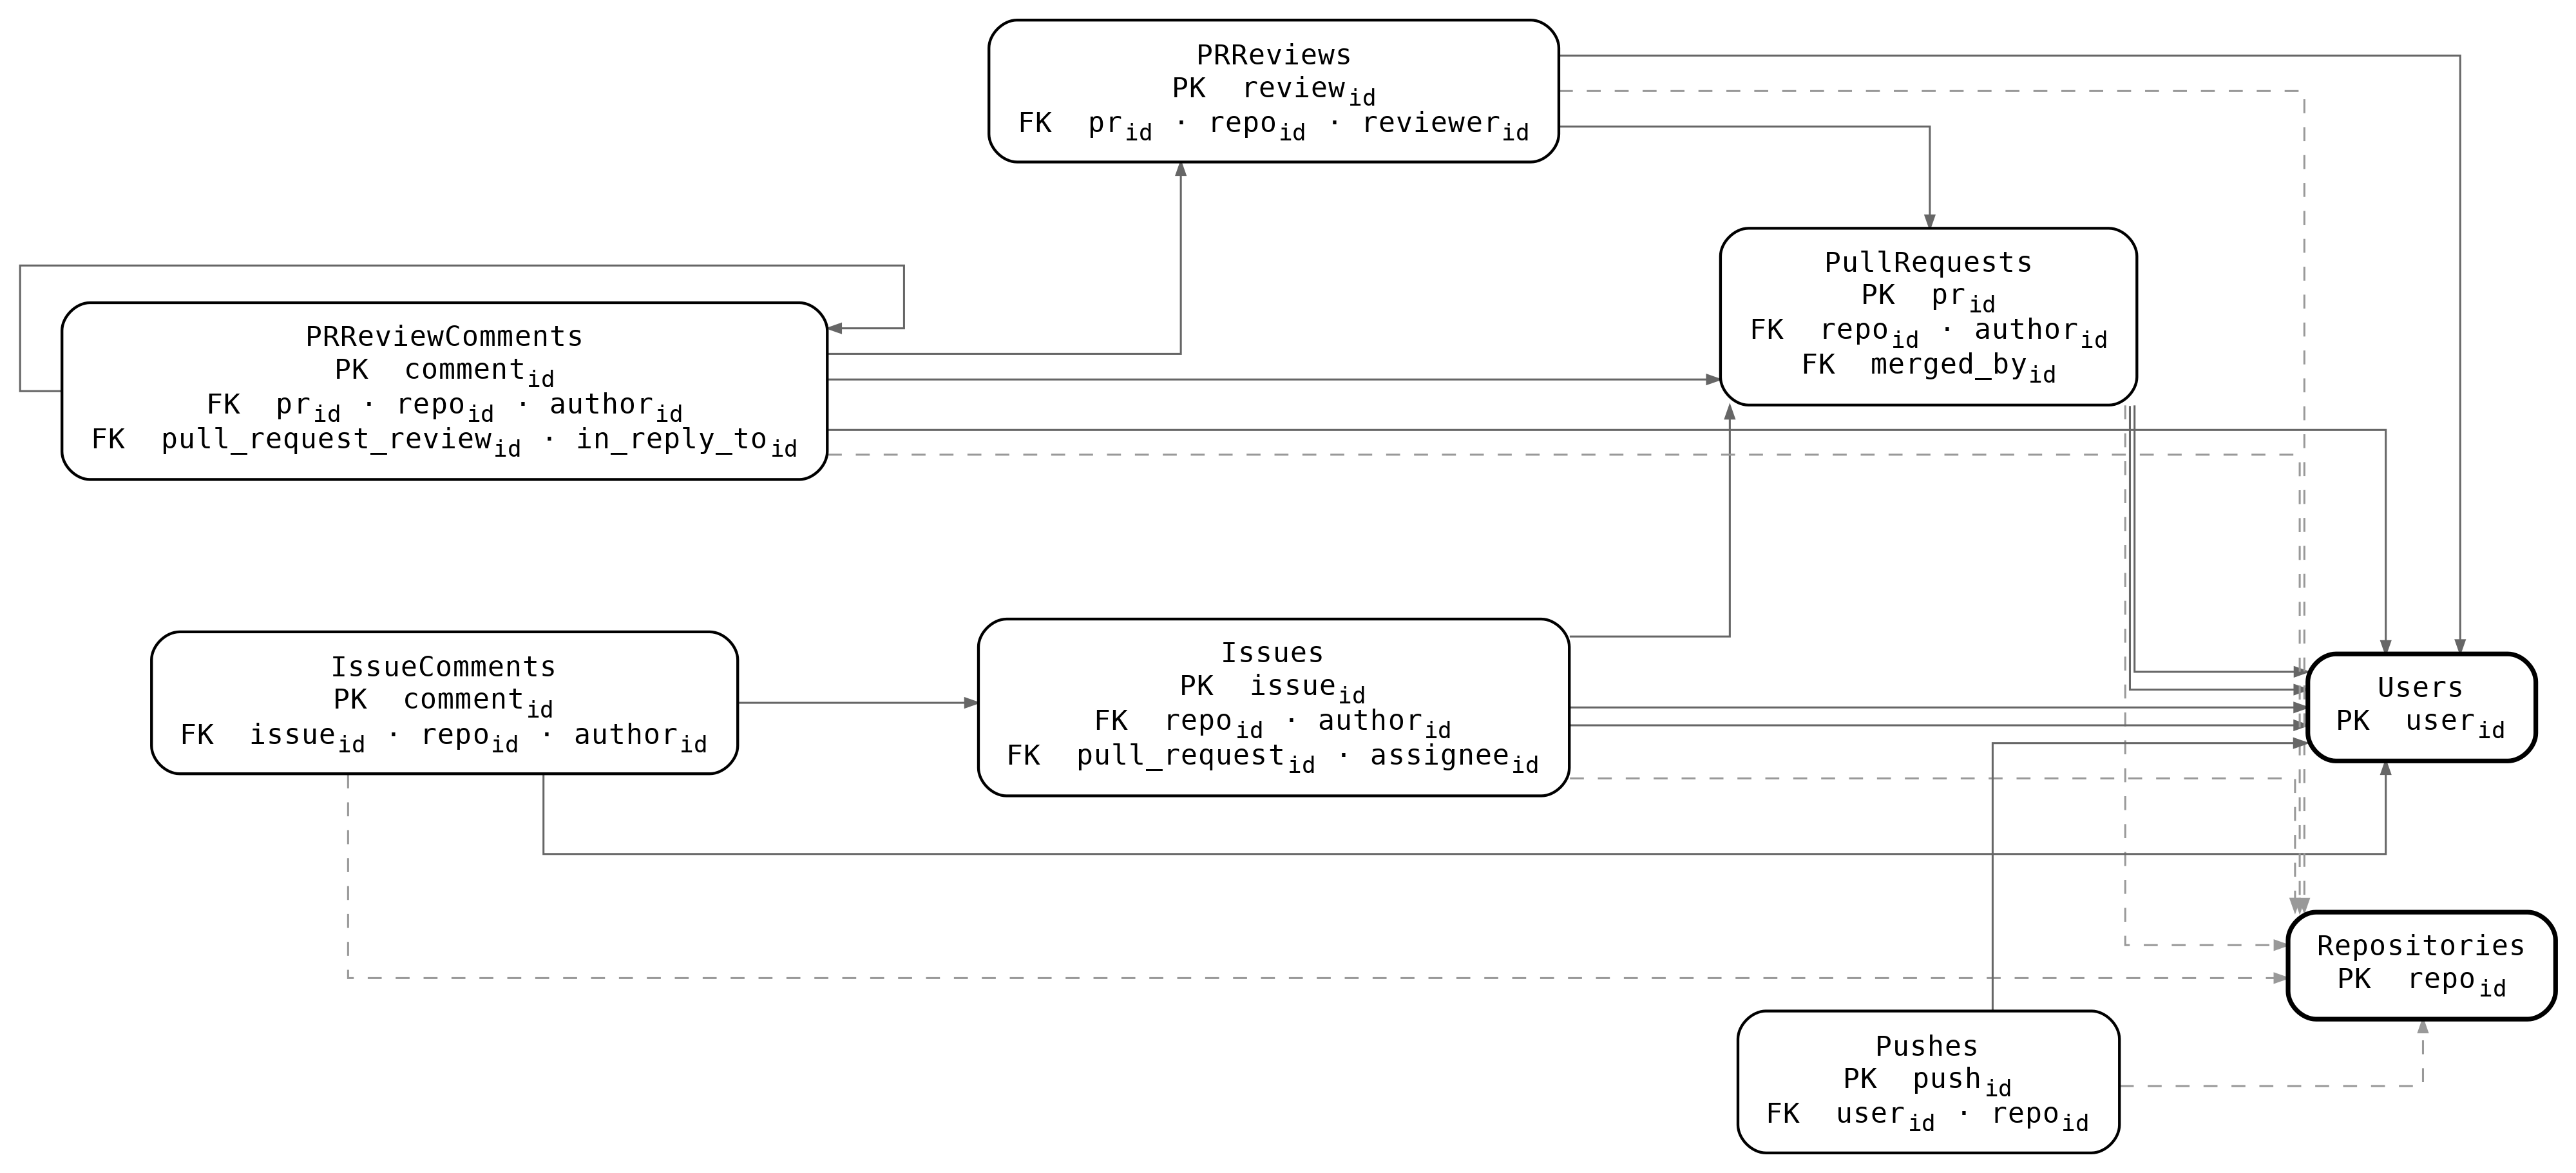 PRReviews
PK review_id
FK pr_id · repo_id · reviewer_id
PullRequests
PK pr_id
FK repo_id · author_id
FK merged_by_id
PRReviewComments
PK comment_id
FK pr_id · repo_id · author_id
FK pull_request_review_id · in_reply_to_id
IssueComments
PK comment_id
FK issue_id · repo_id · author_id
Issues
PK issue_id
FK repo_id · author_id
FK pull_request_id · assignee_id
Users
PK user_id
Repositories
PK repo_id
Pushes
PK push_id
FK user_id · repo_id